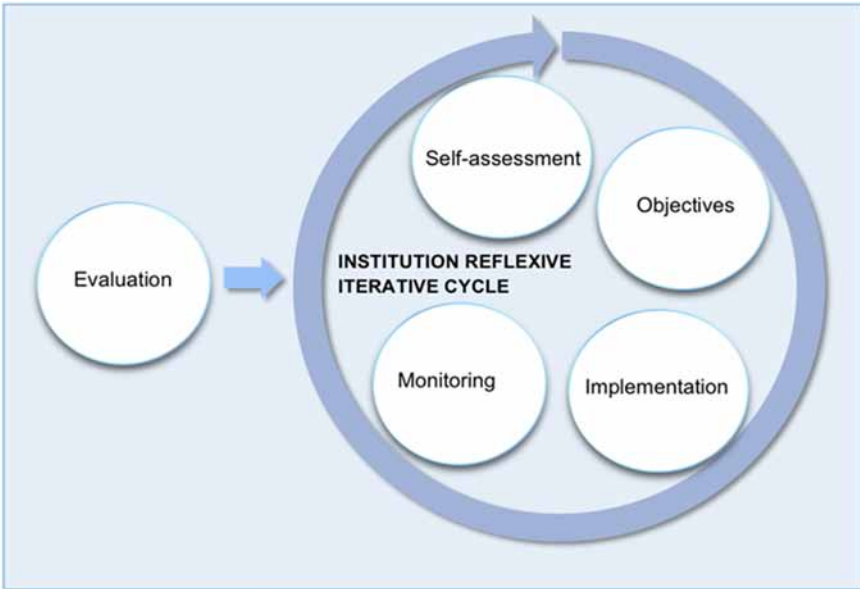 Self-assessment
Objectives
Evaluation
INSTITUTION REFLEXIVE
ITERATIVE CYCLE
Monitoring
Implementation